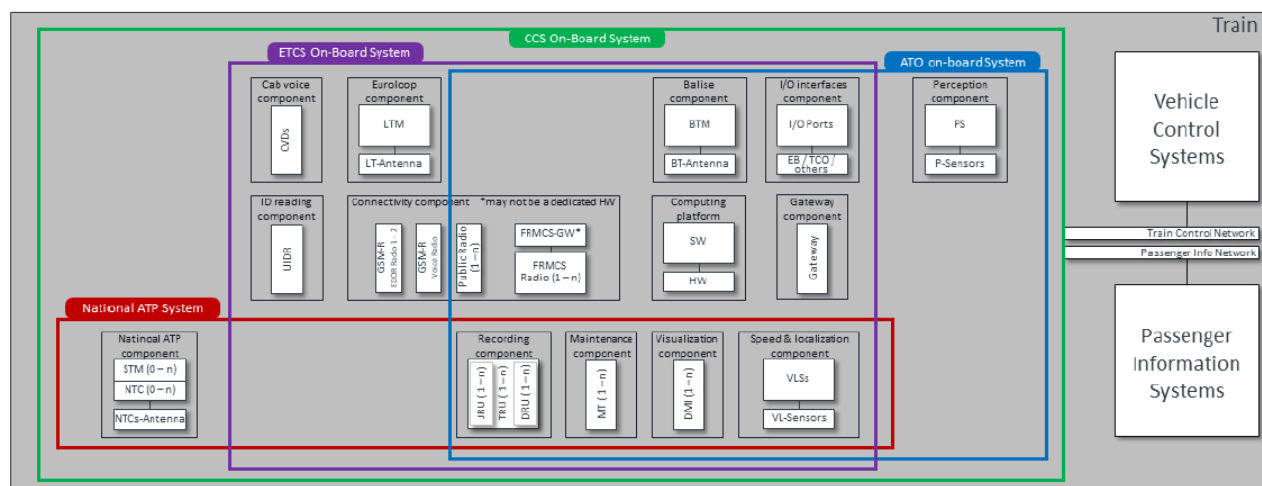 Train
CCS On-Board System
ETCS On-Board System
ATO on-board System
Cab voice
component
CVDs
Euroloop
component
LTM
LT-Antenna
Balise
component
BTM
BT-Antenna
I/O interfaces
component
I/O Ports
EB / TCO /
others
Perception
component
PS
P-Sensors
Vehicle
Control
Systems
ID reading
component
UIDR
Connectivity component *may not be a dedicated HW
GSM-R
EDOR Radio 1 - 2
GSM-R
Voice Radio
Public Radio
(1 – n)
FRMCS-GW*
FRMCS
Radio (1 – n)
Computing
platform
SW
HW
Gateway
component
Gateway
Train Control Network
Passenger Info Network
National ATP System
Natinoal ATP
component
STM (0 – n)
NTC (0 – n)
NTCs-Antenna
Recording
component
JRU ( 1 – n)
TRU ( 1 – n)
DRU ( 1 – n)
Maintenance
component
MT ( 1 – n)
Visualization
component
DMI (1 – n)
Speed & localization
component
VLSs
VL-Sensors
Passenger
Information
Systems